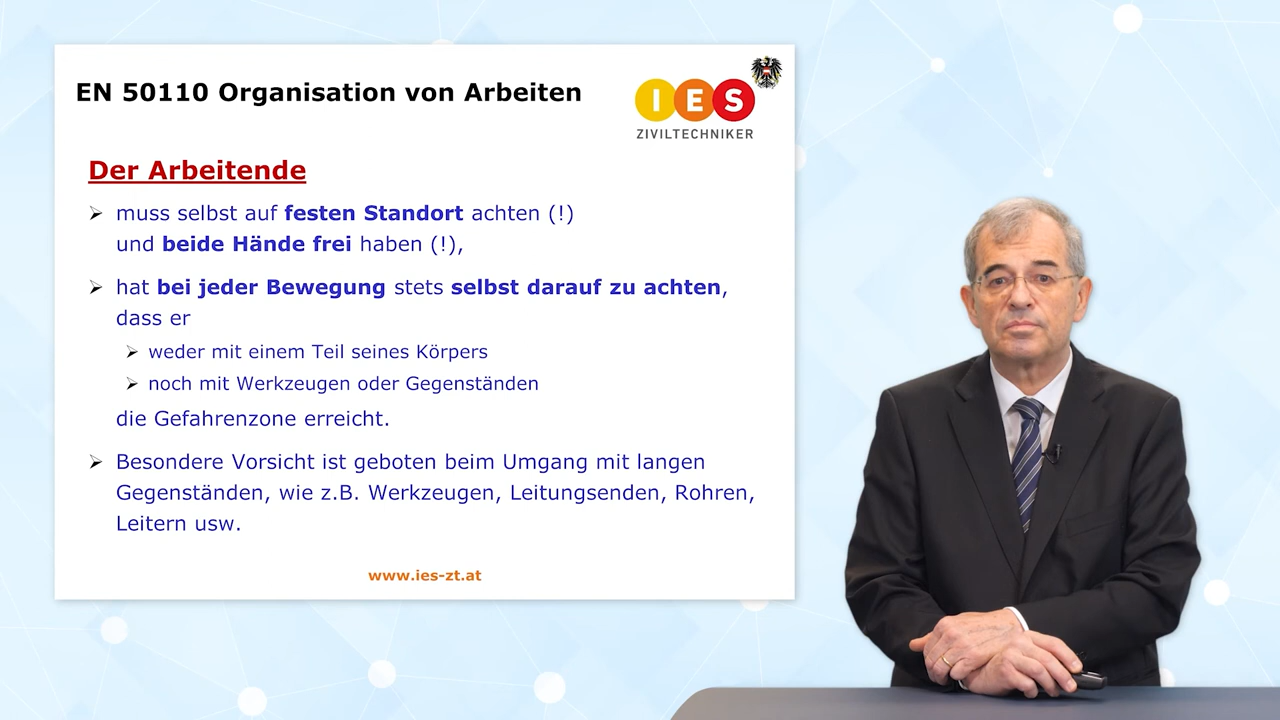 EN 50110 Organisation von Arbeiten
I E S
ZIVILTECHNIKER
Der Arbeitende
➢ muss selbst auf festen Standort achten (!)
und beide Hände frei haben (!),
➢ hat bei jeder Bewegung stets selbst darauf zu achten,
dass er
➢ weder mit einem Teil seines Körpers
➢ noch mit Werkzeugen oder Gegenständen
die Gefahrenzone erreicht.
➢ Besondere Vorsicht ist geboten beim Umgang mit langen
Gegenständen, wie z.B. Werkzeugen, Leitungsenden, Rohren,
Leitern usw.
www.ies-zt.at